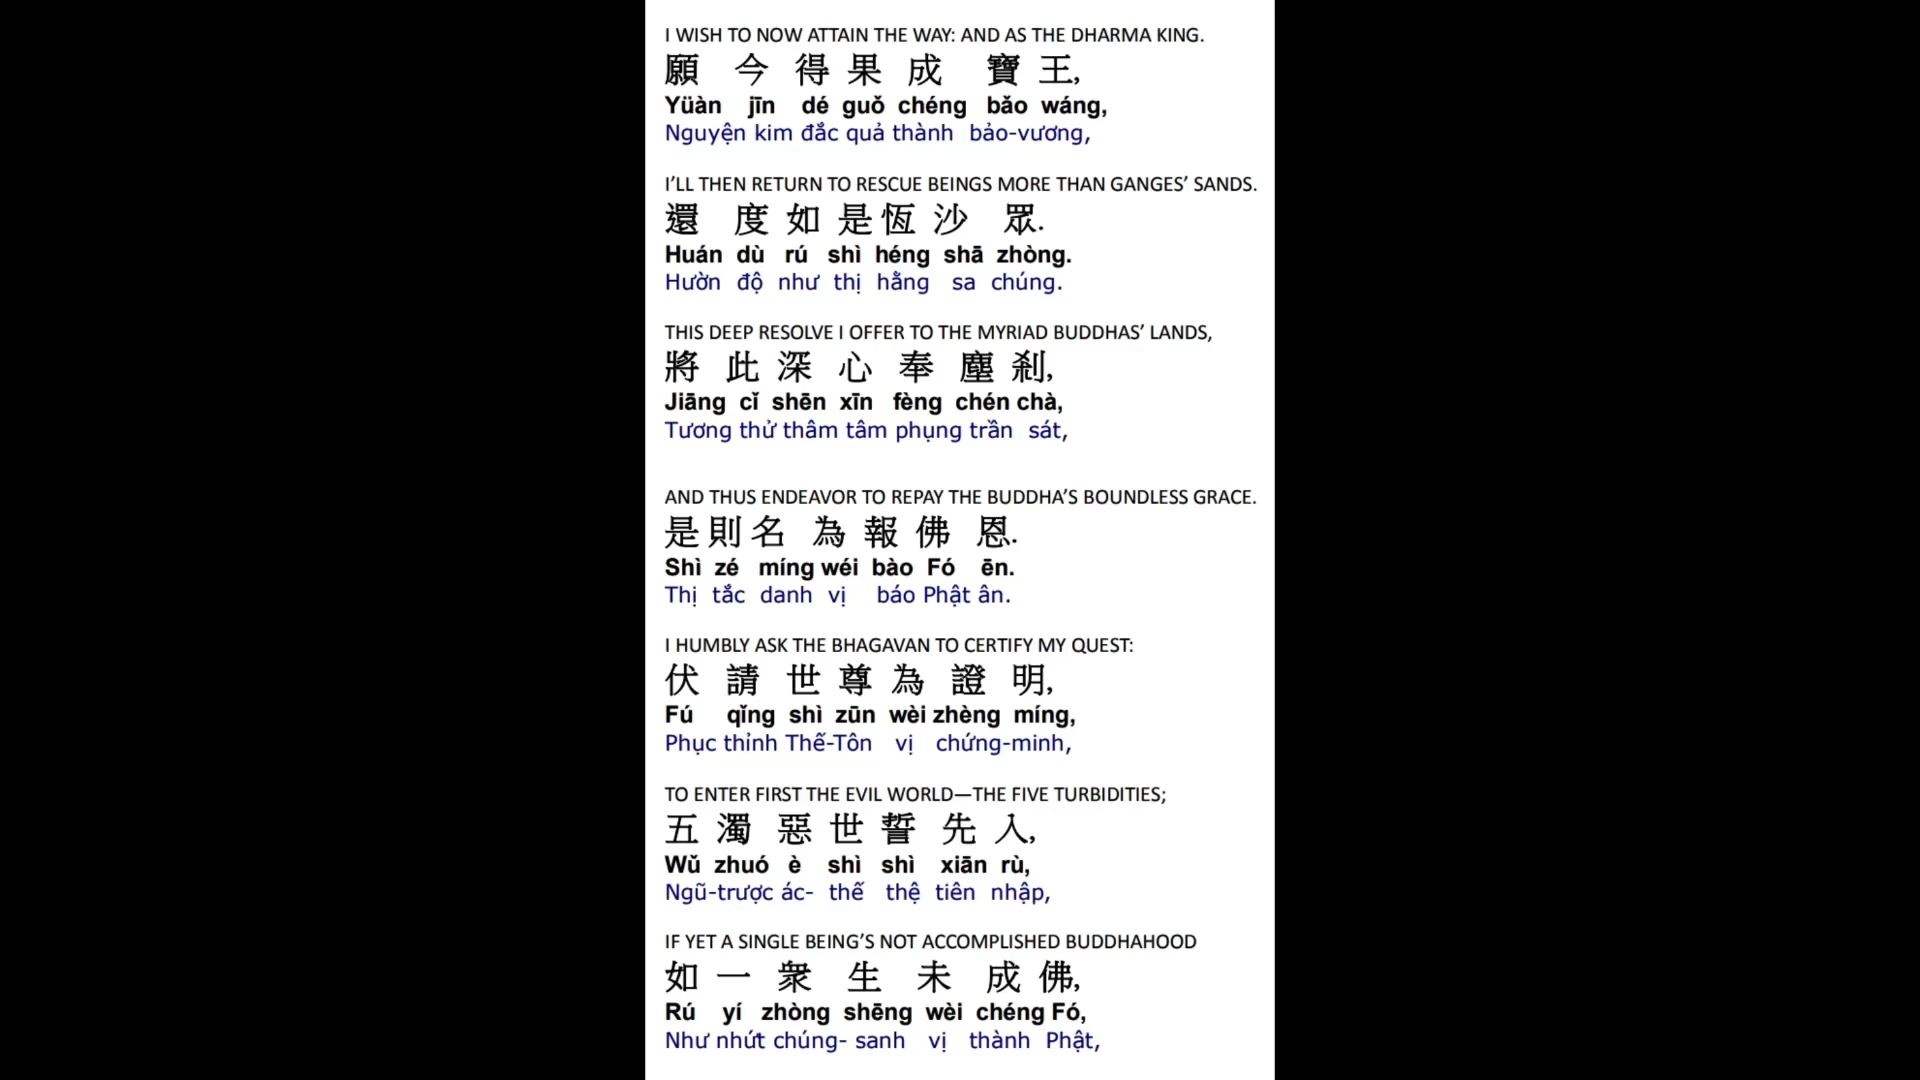 I WISH TO NOW ATTAIN THE WAY: AND AS THE DHARMA KING.
願 今 得 果 成 寶 王,
Yüàn jīn dé guǒ chéng bǎo wáng,
Nguyện kim đắc quả thành bảo-vương,
I’LL THEN RETURN TO RESCUE BEINGS MORE THAN GANGES’ SANDS.
還 度 如 是 恆 沙 眾.
Huán dù rú shì héng shā zhòng.
Hườn độ như thị hằng sa chúng.
THIS DEEP RESOLVE I OFFER TO THE MYRIAD BUDDHAS’ LANDS,
將 此 深 心 奉 塵 剎,
Jiāng cǐ shēn xīn fèng chén chà,
Tương thử thâm tâm phụng trần sát,
AND THUS ENDEAVOR TO REPAY THE BUDDHA’S BOUNDLESS GRACE.
是 則 名 為 報 佛 恩.
Shì zé míng wéi bào Fó ēn.
Thị tắc danh vị báo Phật ân.
I HUMBLY ASK THE BHAGAVAN TO CERTIFY MY QUEST:
伏 請 世 尊 為 證 明,
Fú qǐng shì zūn wèi zhèng míng,
Phục thỉnh Thế-Tôn vị chứng-minh,
TO ENTER FIRST THE EVIL WORLD—THE FIVE TURBIDITIES;
五 濁 惡 世 誓 先 入,
Wǔ zhuó è shì shì xiān rù,
Ngũ-trược ác- thế thệ tiên nhập,
IF YET A SINGLE BEING’S NOT ACCOMPLISHED BUDDHAHOOD
如 一 衆 生 未 成 佛,
Rú yí zhòng shēng wèi chéng Fó,
Như nhứt chúng- sanh vị thành Phật,